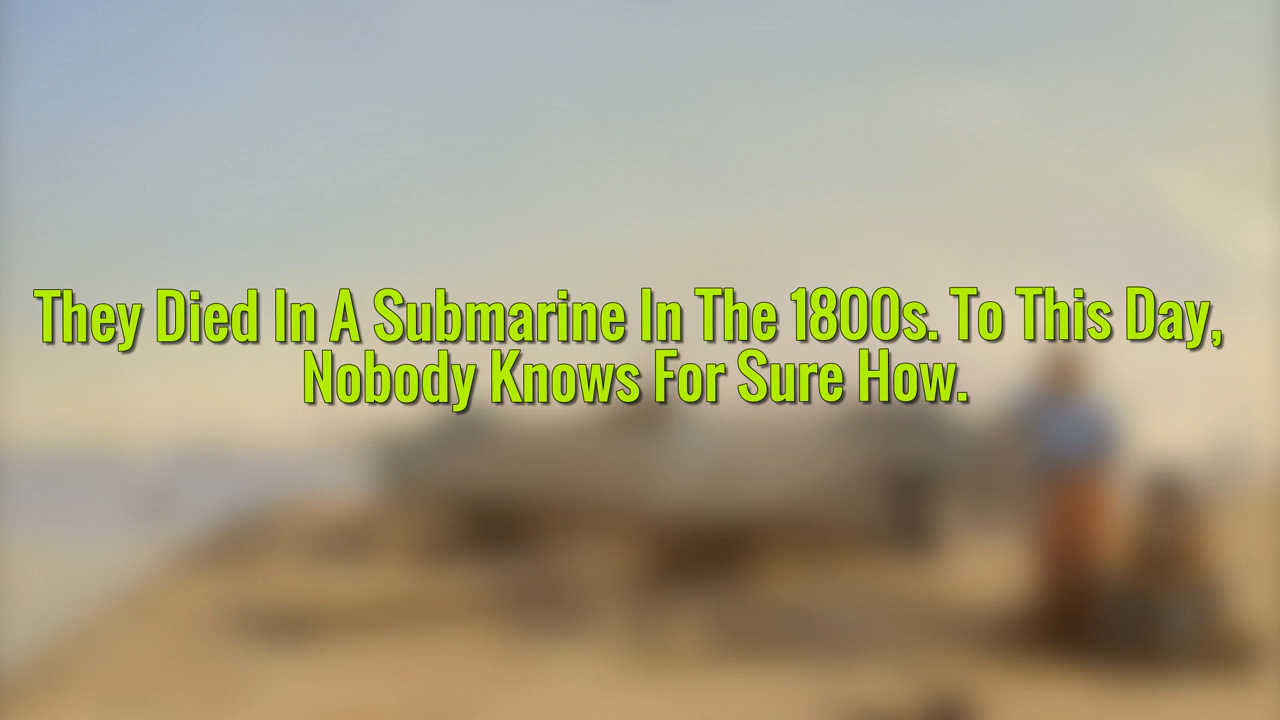 They Died In A Submarine In The 1800s. To This Day,
Nobody Knows For Sure How.